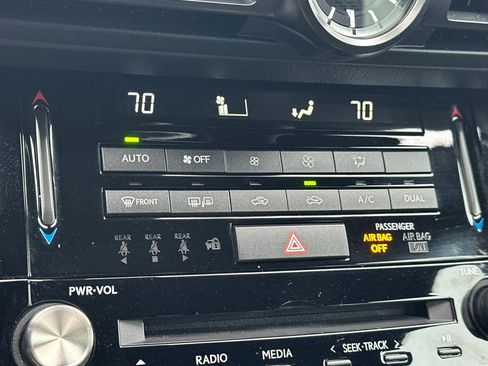 70 70
AUTO OFF
FRONT A/C DUAL
REAR REAR REAR PASSENGER
AIR BAG AIR BAG
OFF ON
PWR•VOL TUNE
RADIO MEDIA < SEEK•TRACK >